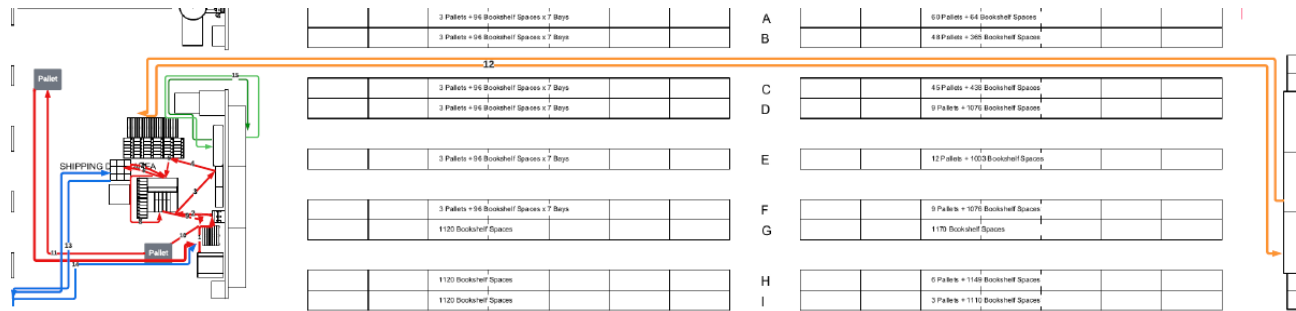 3 Pallets + 96 Bookshelf Spaces x 7 Bays
A
60 Pallets + 64 Bookshelf Spaces
3 Pallets + 96 Bookshelf Spaces x 7 Bays
B
48 Pallets + 365 Bookshelf Spaces
12
Pallet
15
3 Pallets + 96 Bookshelf Spaces x 7 Bays
C
45 Pallets + 438 Bookshelf Spaces
3 Pallets + 96 Bookshelf Spaces x 7 Bays
D
9 Pallets + 1076 Bookshelf Spaces
SHIPPING
3 Pallets + 96 Bookshelf Spaces x 7 Bays
E
12 Pallets + 1003 Bookshelf Spaces
3 Pallets + 96 Bookshelf Spaces x 7 Bays
F
9 Pallets + 1076 Bookshelf Spaces
1120 Bookshelf Spaces
G
1170 Bookshelf Spaces
13
11
Pallet
14
1120 Bookshelf Spaces
H
6 Pallets + 1149 Bookshelf Spaces
1120 Bookshelf Spaces
I
3 Pallets + 1110 Bookshelf Spaces